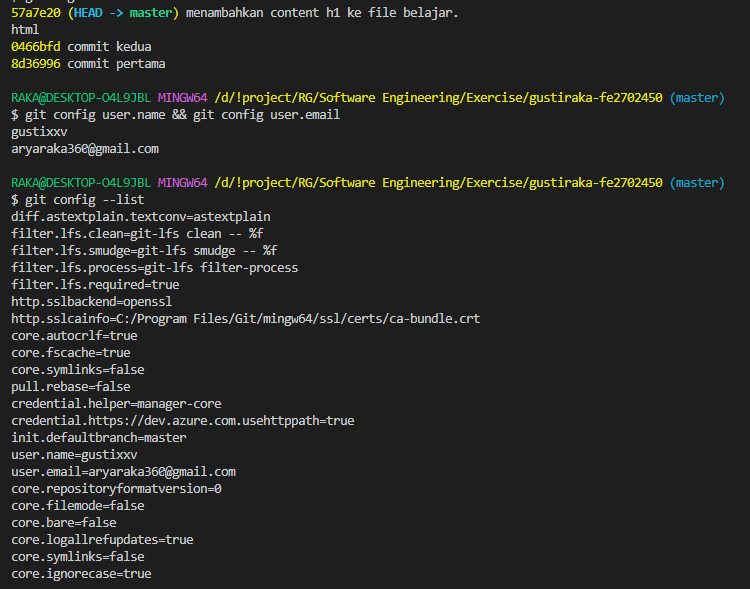 57a7e20 (HEAD -> master) menambahkan content h1 ke file belajar.
html
0466bfd commit kedua
8d36996 commit pertama
RAKA@DESKTOP-O4L9JBL MINGW64 /d/!project/RG/Software Engineering/Exercise/gustiraka-fe2702450 (master)
$ git config user.name && git config user.email
gustixxv
aryaraka360@gmail.com
RAKA@DESKTOP-O4L9JBL MINGW64 /d/!project/RG/Software Engineering/Exercise/gustiraka-fe2702450 (master)
$ git config --list
diff.astextplain.textconv=astextplain
filter.lfs.clean=git-lfs clean -- %f
filter.lfs.smudge=git-lfs smudge -- %f
filter.lfs.process=git-lfs filter-process
filter.lfs.required=true
http.sslbackend=openssl
http.sslcainfo=C:/Program Files/Git/mingw64/ssl/certs/ca-bundle.crt
core.autocrlf=true
core.fscache=true
core.symlinks=false
pull.rebase=false
credential.helper=manager-core
credential.https://dev.azure.com.usehttppath=true
init.defaultbranch=master
user.name=gustixxv
user.email=aryaraka360@gmail.com
core.repositoryformatversion=0
core.filemode=false
core.bare=false
core.logallrefupdates=true
core.symlinks=false
core.ignorecase=true